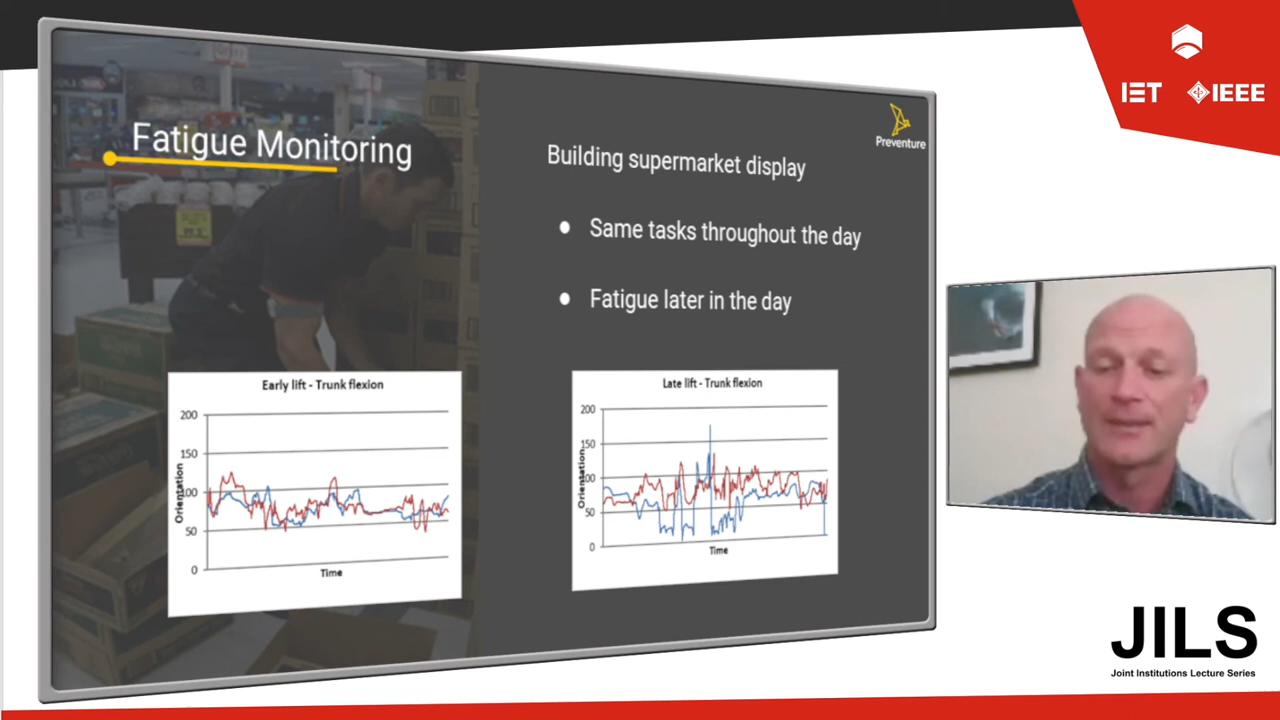 Fatigue Monitoring
Preventure
Building supermarket display
Same tasks throughout the day
Fatigue later in the day
Early lift - Trunk flexion
200
150
100
50
0
Orientation
Time
Late lift - Trunk flexion
200
150
100
50
0
Orientation
Time
IET IEEE
JILS
Joint Institutions Lecture Series